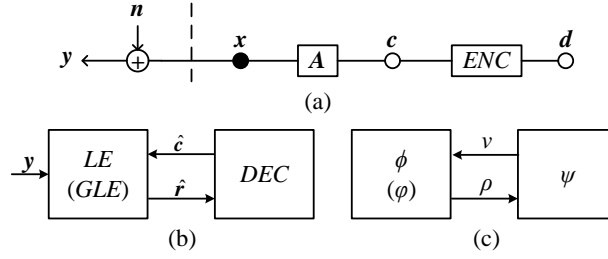 n
y + x A c ENC d
(a)
y LE (GLE) ĉ r̂ DEC
(b)
ϕ (φ) v ρ ψ
(c)